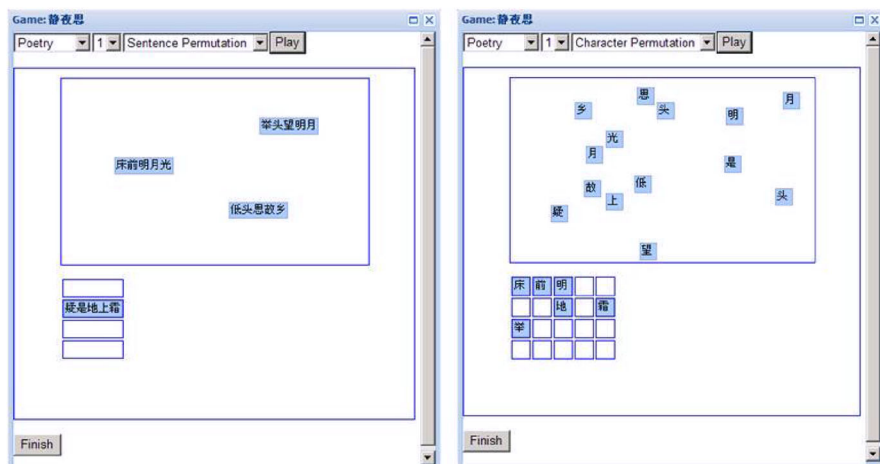 Game: 静夜思
Poetry 1 Sentence Permutation Play
举头望明月
床前明月光
低头思故乡
疑是地上霜
Finish
Game: 静夜思
Poetry 1 Character Permutation Play
思
月
乡
头
明
光
月
是
低
故
头
上
疑
望
床 前 明
地 霜
举
Finish